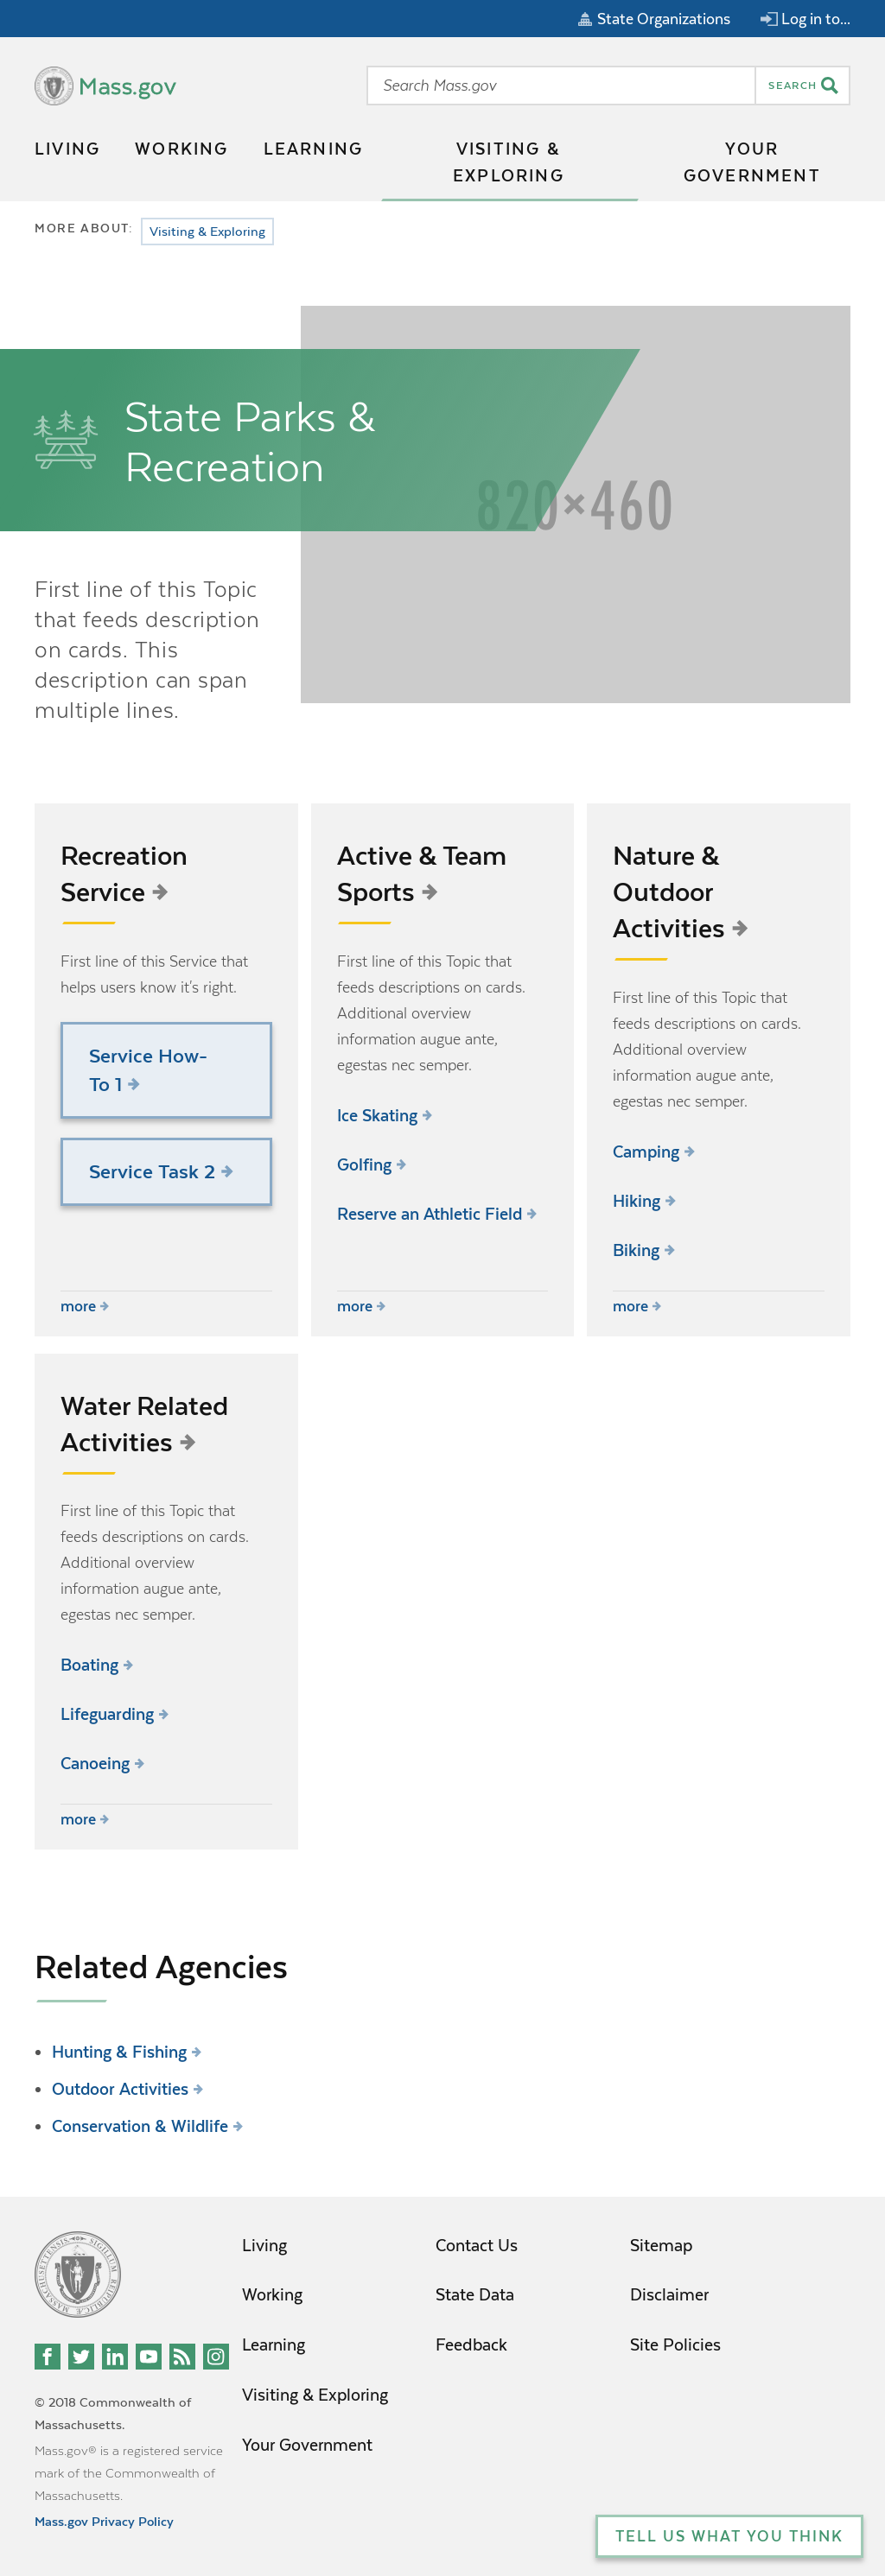 State Organizations
Log in to...
Mass.gov
Search Mass.gov
SEARCH
LIVING
WORKING
LEARNING
VISITING &
EXPLORING
YOUR
GOVERNMENT
MORE ABOUT:
Visiting & Exploring
State Parks &
Recreation
820×460
First line of this Topic
that feeds description
on cards. This
description can span
multiple lines.
Recreation
Service
First line of this Service that
helps users know it's right.
Service How-
To 1
Service Task 2
more
Active & Team
Sports
First line of this Topic that
feeds descriptions on cards.
Additional overview
information augue ante,
egestas nec semper.
Ice Skating
Golfing
Reserve an Athletic Field
more
Nature &
Outdoor
Activities
First line of this Topic that
feeds descriptions on cards.
Additional overview
information augue ante,
egestas nec semper.
Camping
Hiking
Biking
more
Water Related
Activities
First line of this Topic that
feeds descriptions on cards.
Additional overview
information augue ante,
egestas nec semper.
Boating
Lifeguarding
Canoeing
more
Related Agencies
Hunting & Fishing
Outdoor Activities
Conservation & Wildlife
© 2018 Commonwealth of
Massachusetts.
Mass.gov® is a registered service
mark of the Commonwealth of
Massachusetts.
Mass.gov Privacy Policy
Living
Working
Learning
Visiting & Exploring
Your Government
Contact Us
State Data
Feedback
Sitemap
Disclaimer
Site Policies
TELL US WHAT YOU THINK